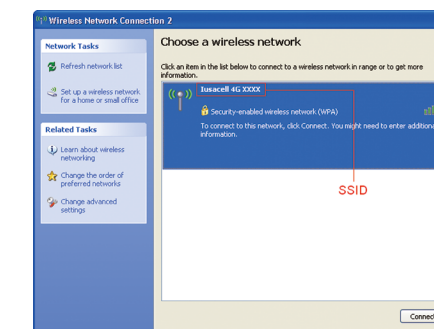 Wireless Network Connection 2
Network Tasks
Refresh network list
Set up a wireless network
for a home or small office
Related Tasks
Learn about wireless
networking
Change the order of
preferred networks
Change advanced
settings
Choose a wireless network
Click an item in the list below to connect to a wireless network in range or to get more
information.
Iusacell 4G XXXX
Security-enabled wireless network (WPA)
To connect to this network, click Connect. You might need to enter additiona
information.
SSID
Connect